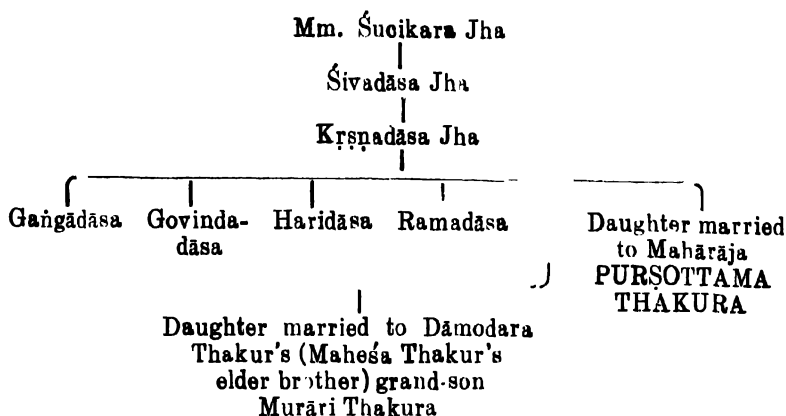 Mm. Śucikara Jha
Śivadāsa Jha
Kṛṣṇadāsa Jha
Gaṅgādāsa
Govinda-
dāsa
Haridāsa
Ramadāsa
Daughter married
to Mahārāja
PURṢOTTAMA
THAKURA
Daughter married to Dāmodara
Thakur's (Maheśa Thakur's
elder brother) grand-son
Murāri Thakura